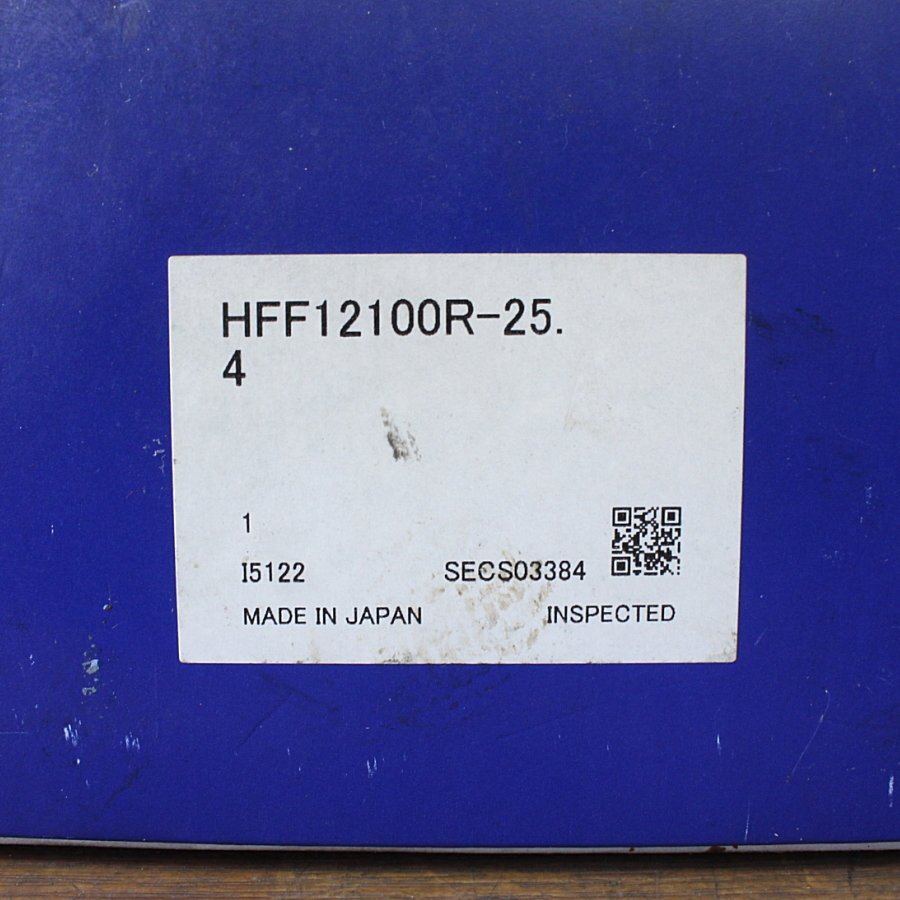 HFF12100R-25.
4
1
I5122 SECS03384
MADE IN JAPAN INSPECTED